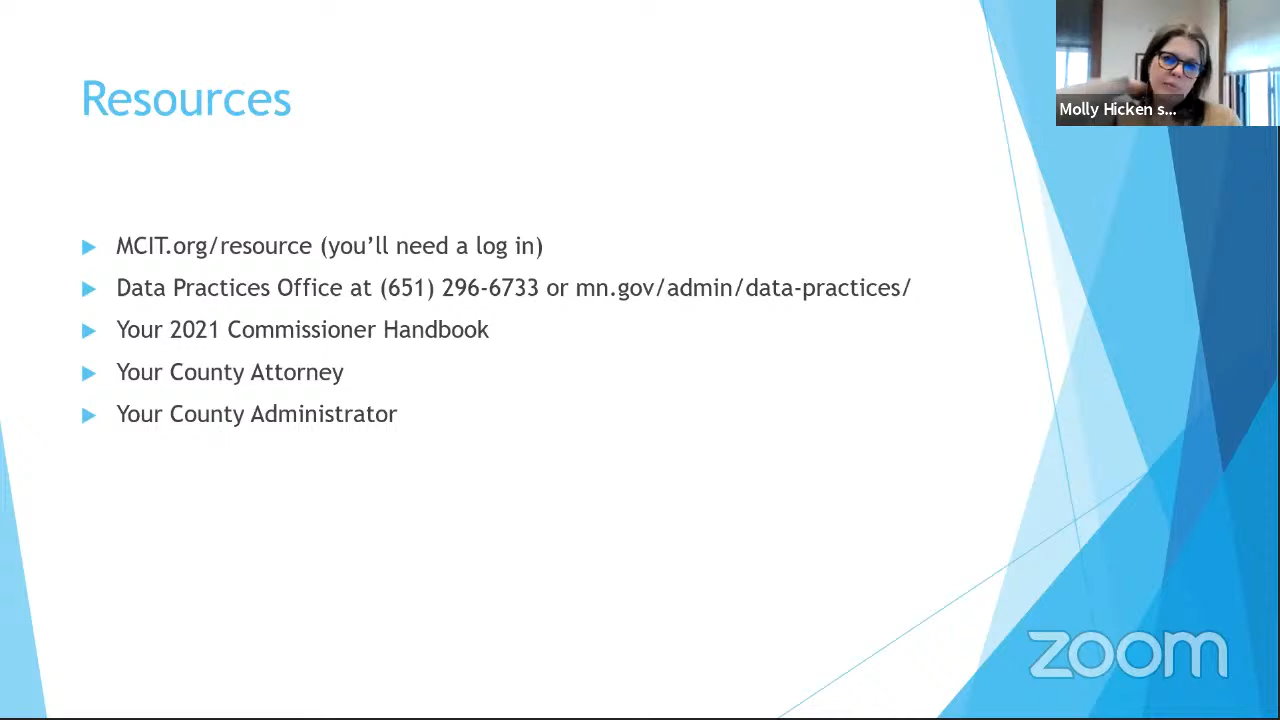 Resources
Molly Hicken s...
MCIT.org/resource (you’ll need a log in)
Data Practices Office at (651) 296-6733 or mn.gov/admin/data-practices/
Your 2021 Commissioner Handbook
Your County Attorney
Your County Administrator
zoom